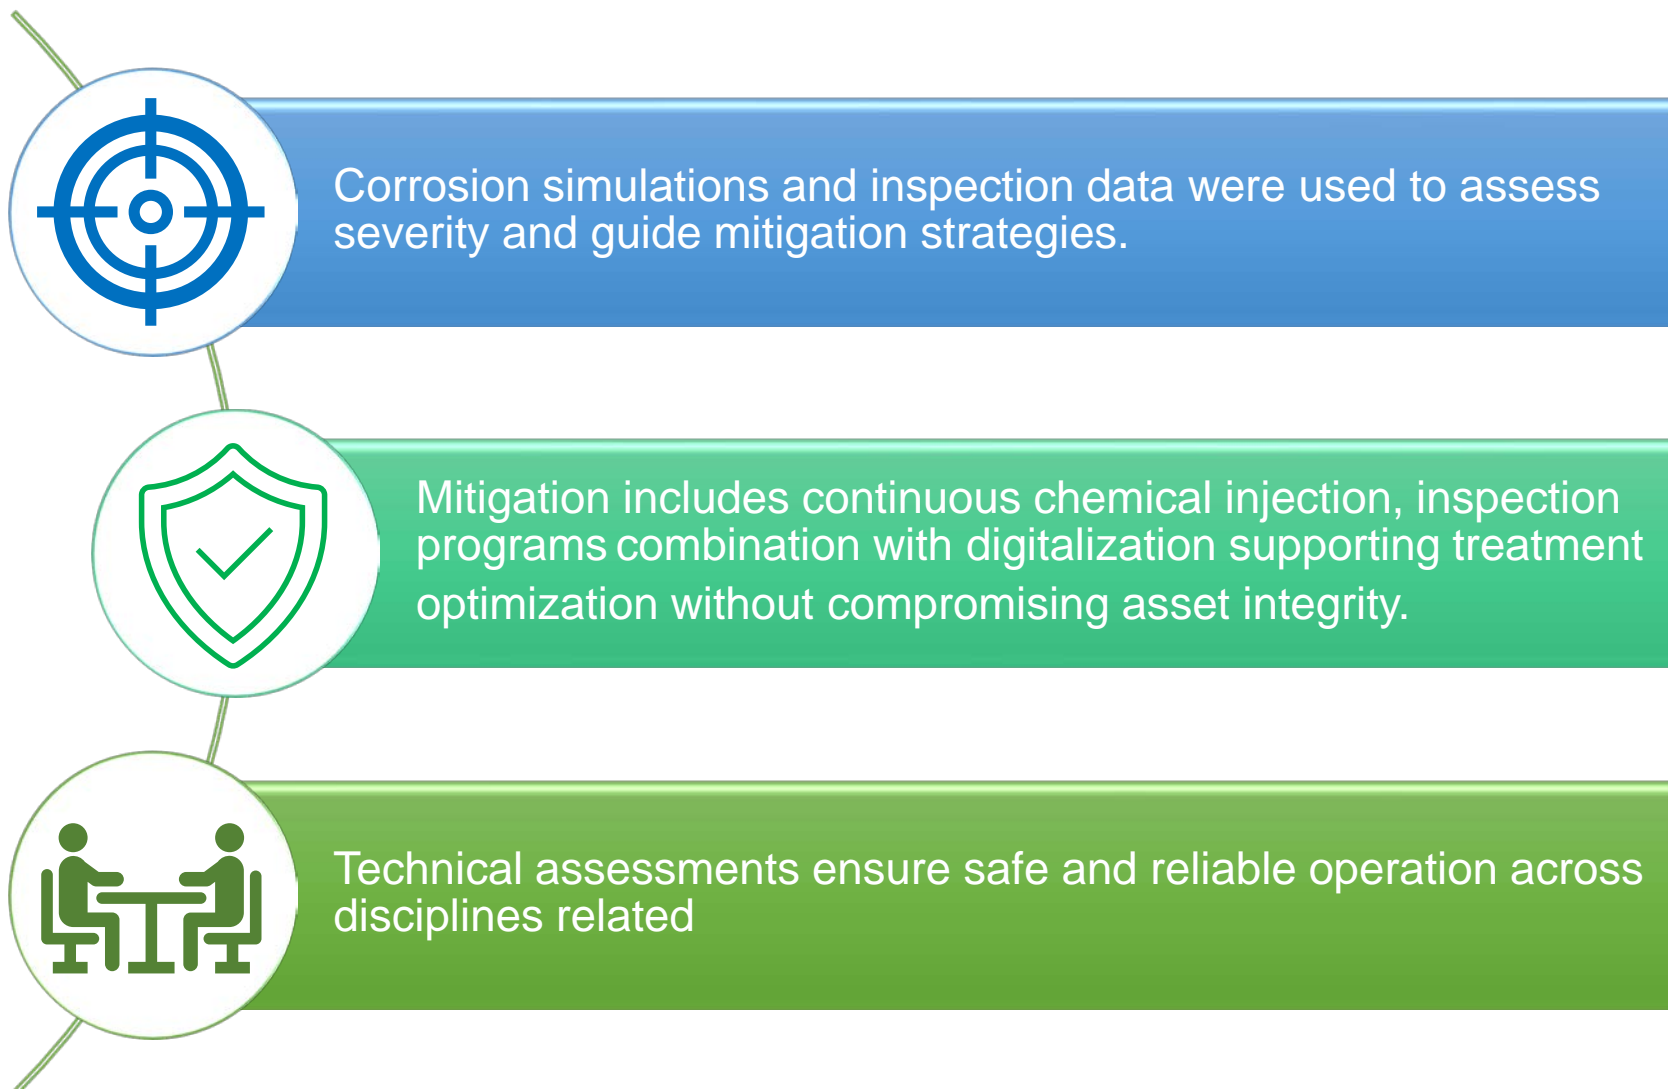 Corrosion simulations and inspection data were used to assess
severity and guide mitigation strategies.
Mitigation includes continuous chemical injection, inspection
programs combination with digitalization supporting treatment
optimization without compromising asset integrity.
Technical assessments ensure safe and reliable operation across
disciplines related